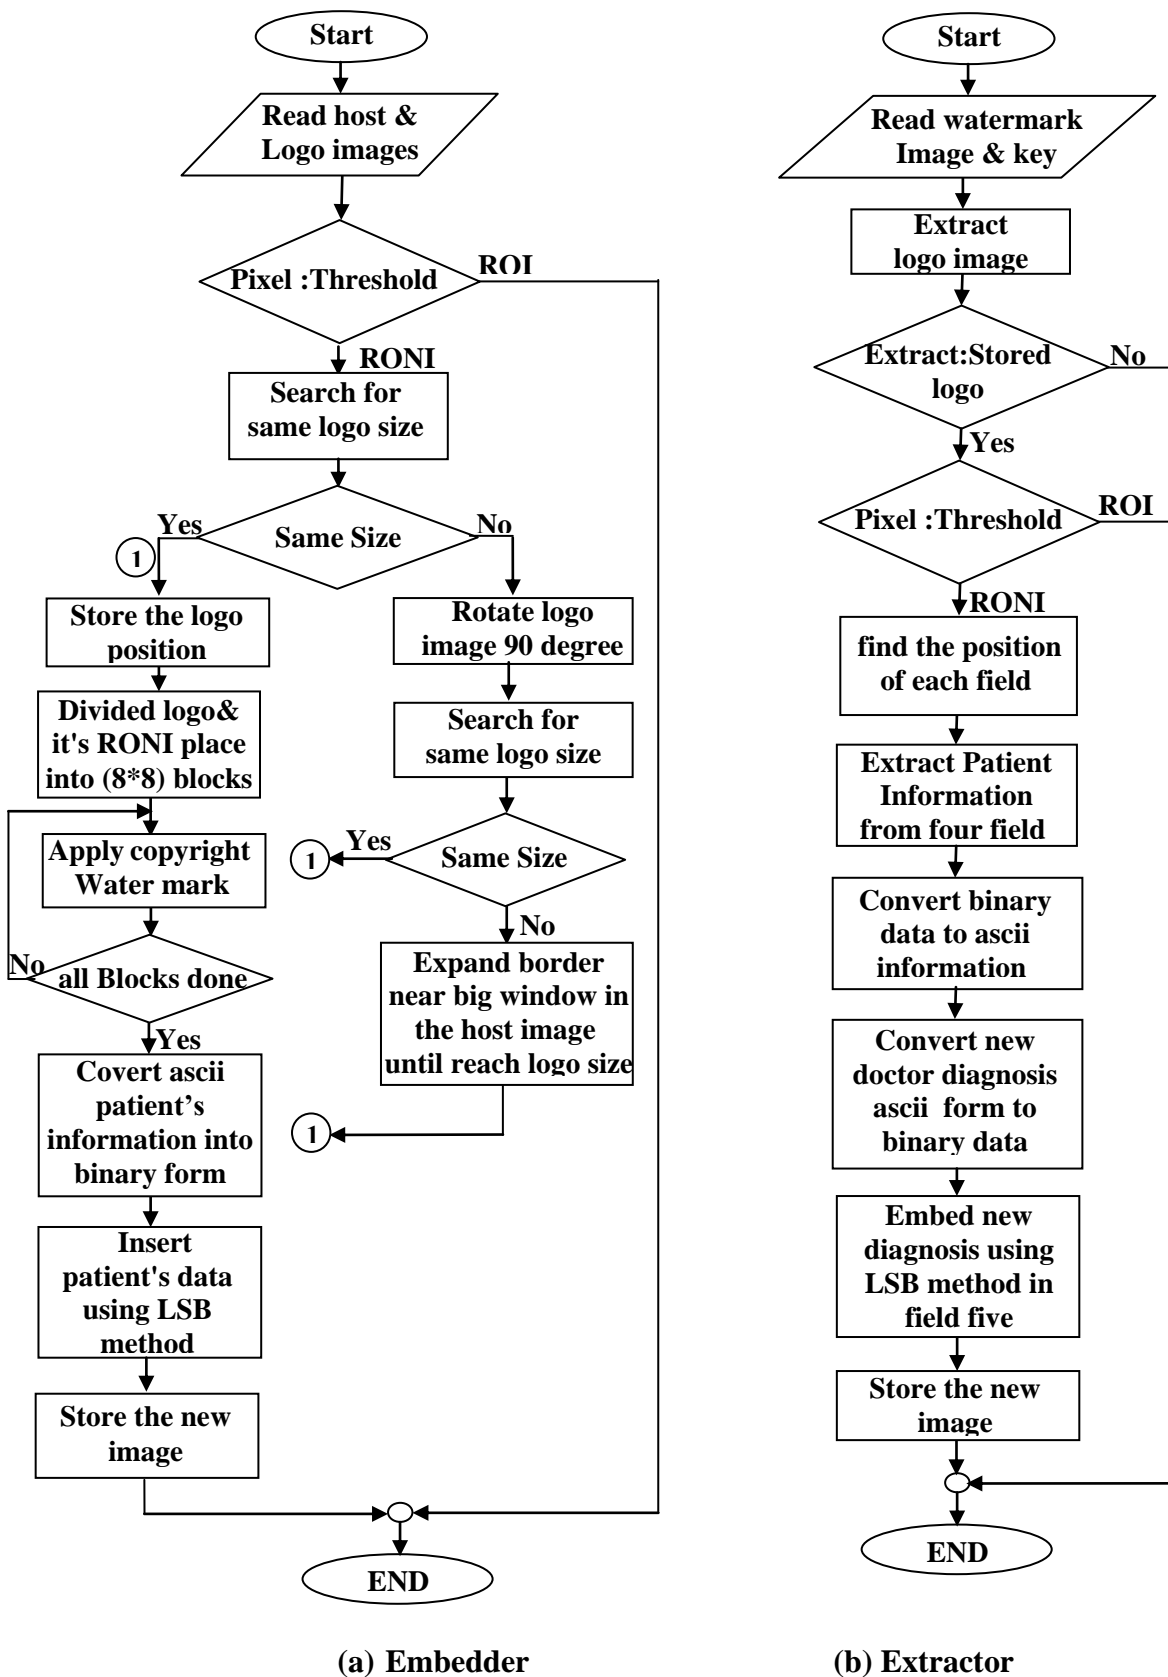 Start
Read host &
Logo images
Pixel :Threshold
ROI
RONI
Search for
same logo size
Same Size
Yes
No
1
Store the logo
position
Divided logo&
it's RONI place
into (8*8) blocks
Apply copyright
Water mark
all Blocks done
No
Yes
Covert ascii
patient’s
information into
binary form
Insert
patient's data
using LSB
method
Store the new
image
Rotate logo
image 90 degree
Search for
same logo size
Same Size
Yes
1
No
Expand border
near big window in
the host image
until reach logo size
1
END
(a) Embedder
Start
Read watermark
Image & key
Extract
logo image
Extract:Stored
logo
No
Yes
Pixel :Threshold
ROI
RONI
find the position
of each field
Extract Patient
Information
from four field
Convert binary
data to ascii
information
Convert new
doctor diagnosis
ascii form to
binary data
Embed new
diagnosis using
LSB method in
field five
Store the new
image
END
(b) Extractor